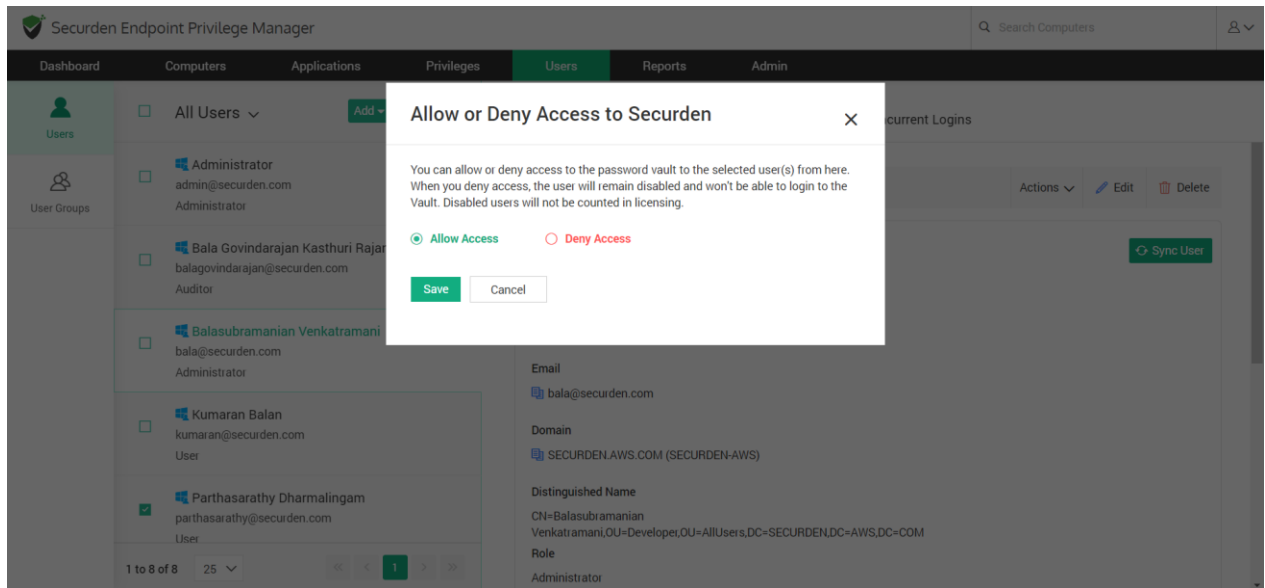 Securden Endpoint Privilege Manager
Search Computers
Dashboard Computers Applications Privileges Users Reports Admin
Users
User Groups
All Users
Add
Administrator
admin@securden.com
Administrator
Bala Govindarajan Kasthuri Rajan
balagovindarajan@securden.com
Auditor
Balasubramanian Venkatramani
bala@securden.com
Administrator
Kumaran Balan
kumaran@securden.com
User
Parthasarathy Dharmalingam
parthasarathy@securden.com
User
1 to 8 of 8 25 1
Allow or Deny Access to Securden
You can allow or deny access to the password vault to the selected user(s) from here.
When you deny access, the user will remain disabled and won't be able to login to the
Vault. Disabled users will not be counted in licensing.
Allow Access Deny Access
Save Cancel
current Logins
Actions Edit Delete
Sync User
Email
bala@securden.com
Domain
SECURDEN.AWS.COM (SECURDEN-AWS)
Distinguished Name
CN=Balasubramanian
Venkatramani,OU=Developer,OU=AllUsers,DC=SECURDEN,DC=AWS,DC=COM
Role
Administrator